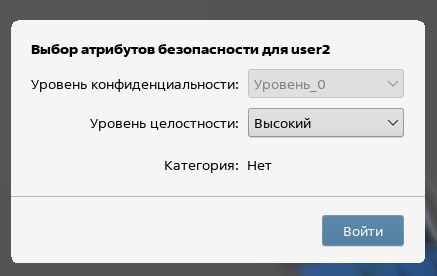 Выбор атрибутов безопасности для user2
Уровень конфиденциальности: Уровень_0
Уровень целостности: Высокий
Категория: Нет
Войти